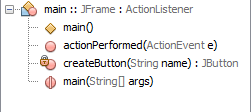 main :: JFrame : ActionListener
main()
actionPerformed(ActionEvent e)
createButton(String name) : JButton
main(String[] args)